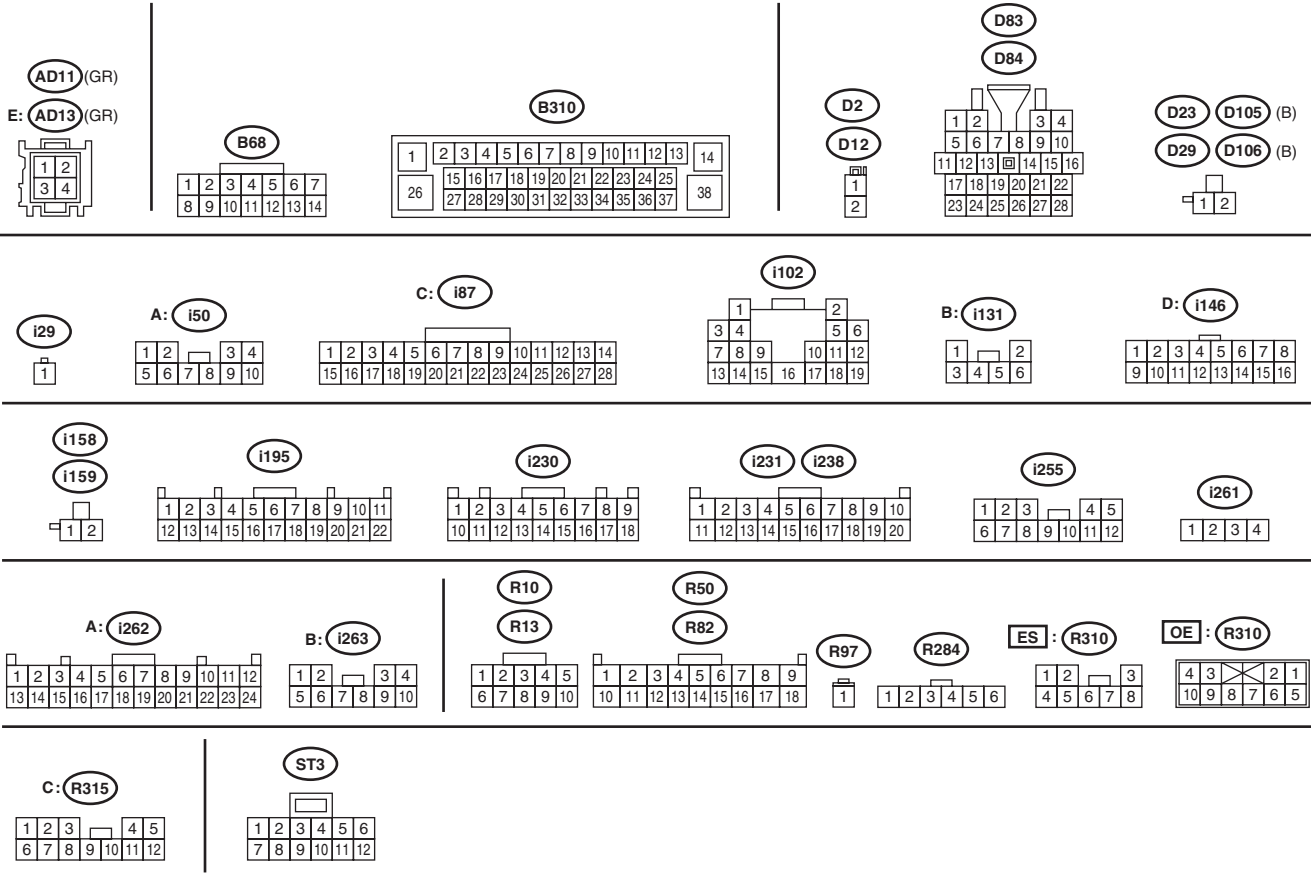 AD11 (GR)
E: AD13 (GR)
1 2
3 4
B68
1 2 3 4 5 6 7
8 9 10 11 12 13 14
B310
1 2 3 4 5 6 7 8 9 10 11 12 13 14
15 16 17 18 19 20 21 22 23 24 25
26 27 28 29 30 31 32 33 34 35 36 37 38
D2
D12
1
2
D83
D84
1 2 3 4
5 6 7 8 9 10
11 12 13 14 15 16
17 18 19 20 21 22
23 24 25 26 27 28
D23 D105 (B)
D29 D106 (B)
1 2
i29
1
A: i50
1 2 3 4
5 6 7 8 9 10
C: i87
1 2 3 4 5 6 7 8 9 10 11 12 13 14
15 16 17 18 19 20 21 22 23 24 25 26 27 28
i102
1 2
3 4 5 6
7 8 9 10 11 12
13 14 15 16 17 18 19
B: i131
1 2
3 4 5 6
D: i146
1 2 3 4 5 6 7 8
9 10 11 12 13 14 15 16
i158
i159
1 2
i195
1 2 3 4 5 6 7 8 9 10 11
12 13 14 15 16 17 18 19 20 21 22
i230
1 2 3 4 5 6 7 8 9
10 11 12 13 14 15 16 17 18
i231 i238
1 2 3 4 5 6 7 8 9 10
11 12 13 14 15 16 17 18 19 20
i255
1 2 3 4 5
6 7 8 9 10 11 12
i261
1 2 3 4
A: i262
1 2 3 4 5 6 7 8 9 10 11 12
13 14 15 16 17 18 19 20 21 22 23 24
B: i263
1 2 3 4
5 6 7 8 9 10
R10
R13
1 2 3 4 5
6 7 8 9 10
R50
R82
1 2 3 4 5 6 7 8 9
10 11 12 13 14 15 16 17 18
R97
1
R284
1 2 3 4 5 6
ES : R310
1 2 3
4 5 6 7 8
OE : R310
4 3 2 1
10 9 8 7 6 5
C: R315
1 2 3 4 5
6 7 8 9 10 11 12
ST3
1 2 3 4 5 6
7 8 9 10 11 12